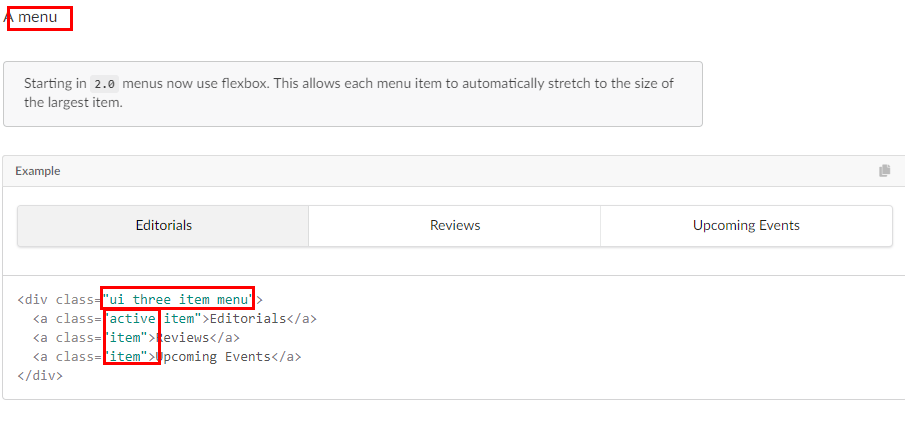 A menu
Starting in 2.0 menus now use flexbox. This allows each menu item to automatically stretch to the size of
the largest item.
Example
Editorials Reviews Upcoming Events
<div class="ui three item menu">
<a class="active item">Editorials</a>
<a class="item">Reviews</a>
<a class="item">Upcoming Events</a>
</div>